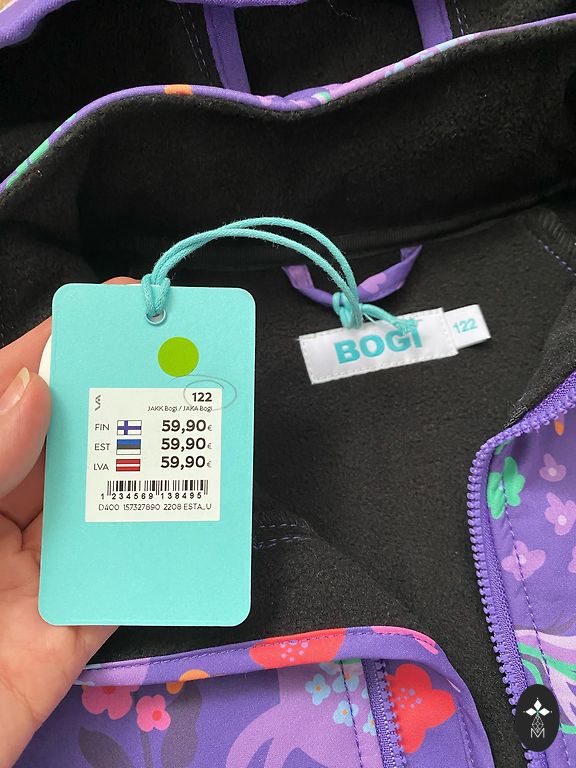 BOGI
122
122
JAKK Bogi / JAKA Bogi
FIN 59,90€
EST 59,90€
LVA 59,90€
1 234569 138495
D400 157327890 2208 ESTA_U
M